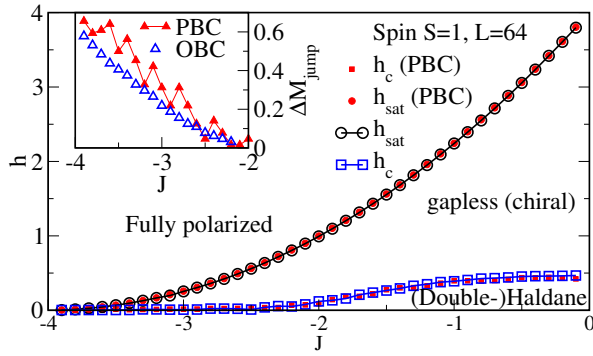 4
3
2
1
0
h
-4
-3
-2
-1
0
J
PBC
OBC
0.6
0.4
0.2
0
ΔM_jump
-4
-3
-2
J
Spin S=1, L=64
h_c (PBC)
h_sat (PBC)
h_sat
h_c
Fully polarized
gapless (chiral)
(Double-)Haldane